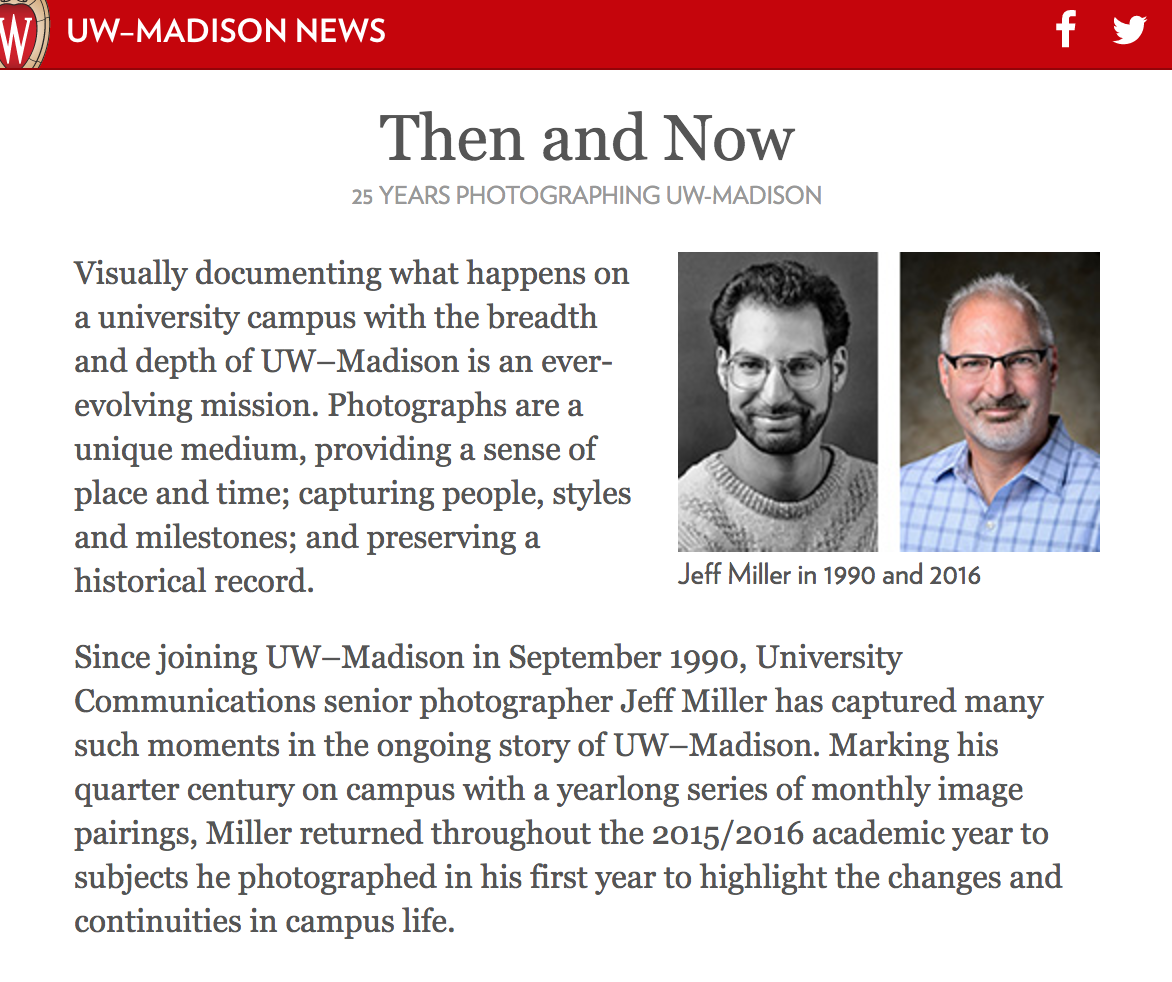 W
UW–MADISON NEWS
Then and Now
25 YEARS PHOTOGRAPHING UW-MADISON
Visually documenting what happens on
a university campus with the breadth
and depth of UW–Madison is an ever-
evolving mission. Photographs are a
unique medium, providing a sense of
place and time; capturing people, styles
and milestones; and preserving a
historical record.
Jeff Miller in 1990 and 2016
Since joining UW–Madison in September 1990, University
Communications senior photographer Jeff Miller has captured many
such moments in the ongoing story of UW–Madison. Marking his
quarter century on campus with a yearlong series of monthly image
pairings, Miller returned throughout the 2015/2016 academic year to
subjects he photographed in his first year to highlight the changes and
continuities in campus life.